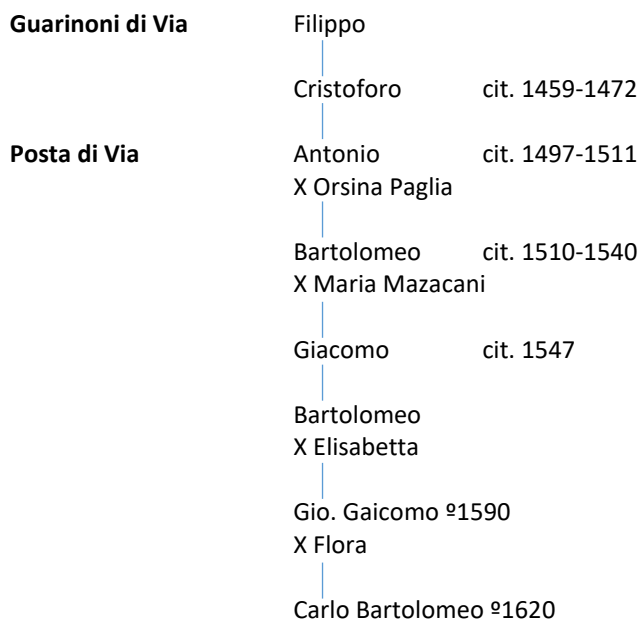 Guarinoni di Via Filippo
Cristoforo cit. 1459-1472
Posta di Via Antonio cit. 1497-1511
X Orsina Paglia
Bartolomeo cit. 1510-1540
X Maria Mazacani
Giacomo cit. 1547
Bartolomeo
X Elisabetta
Gio. Gaicomo º1590
X Flora
Carlo Bartolomeo º1620